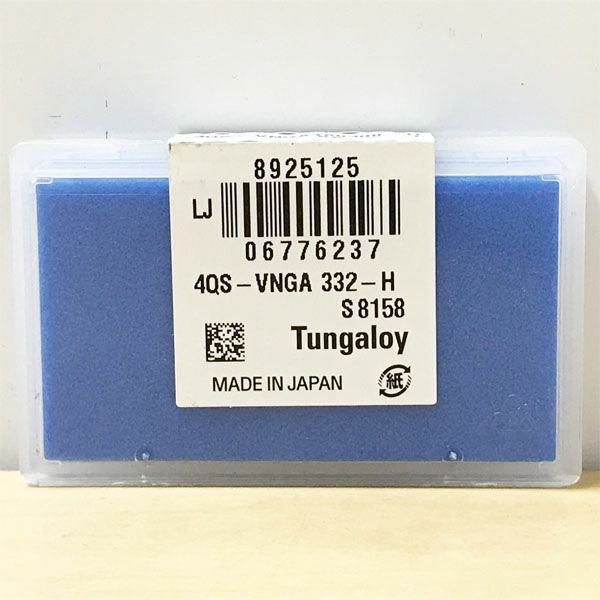 8925125
LJ
06776237
4QS-VNGA 332-H
S8158
Tungaloy
MADE IN JAPAN
紙